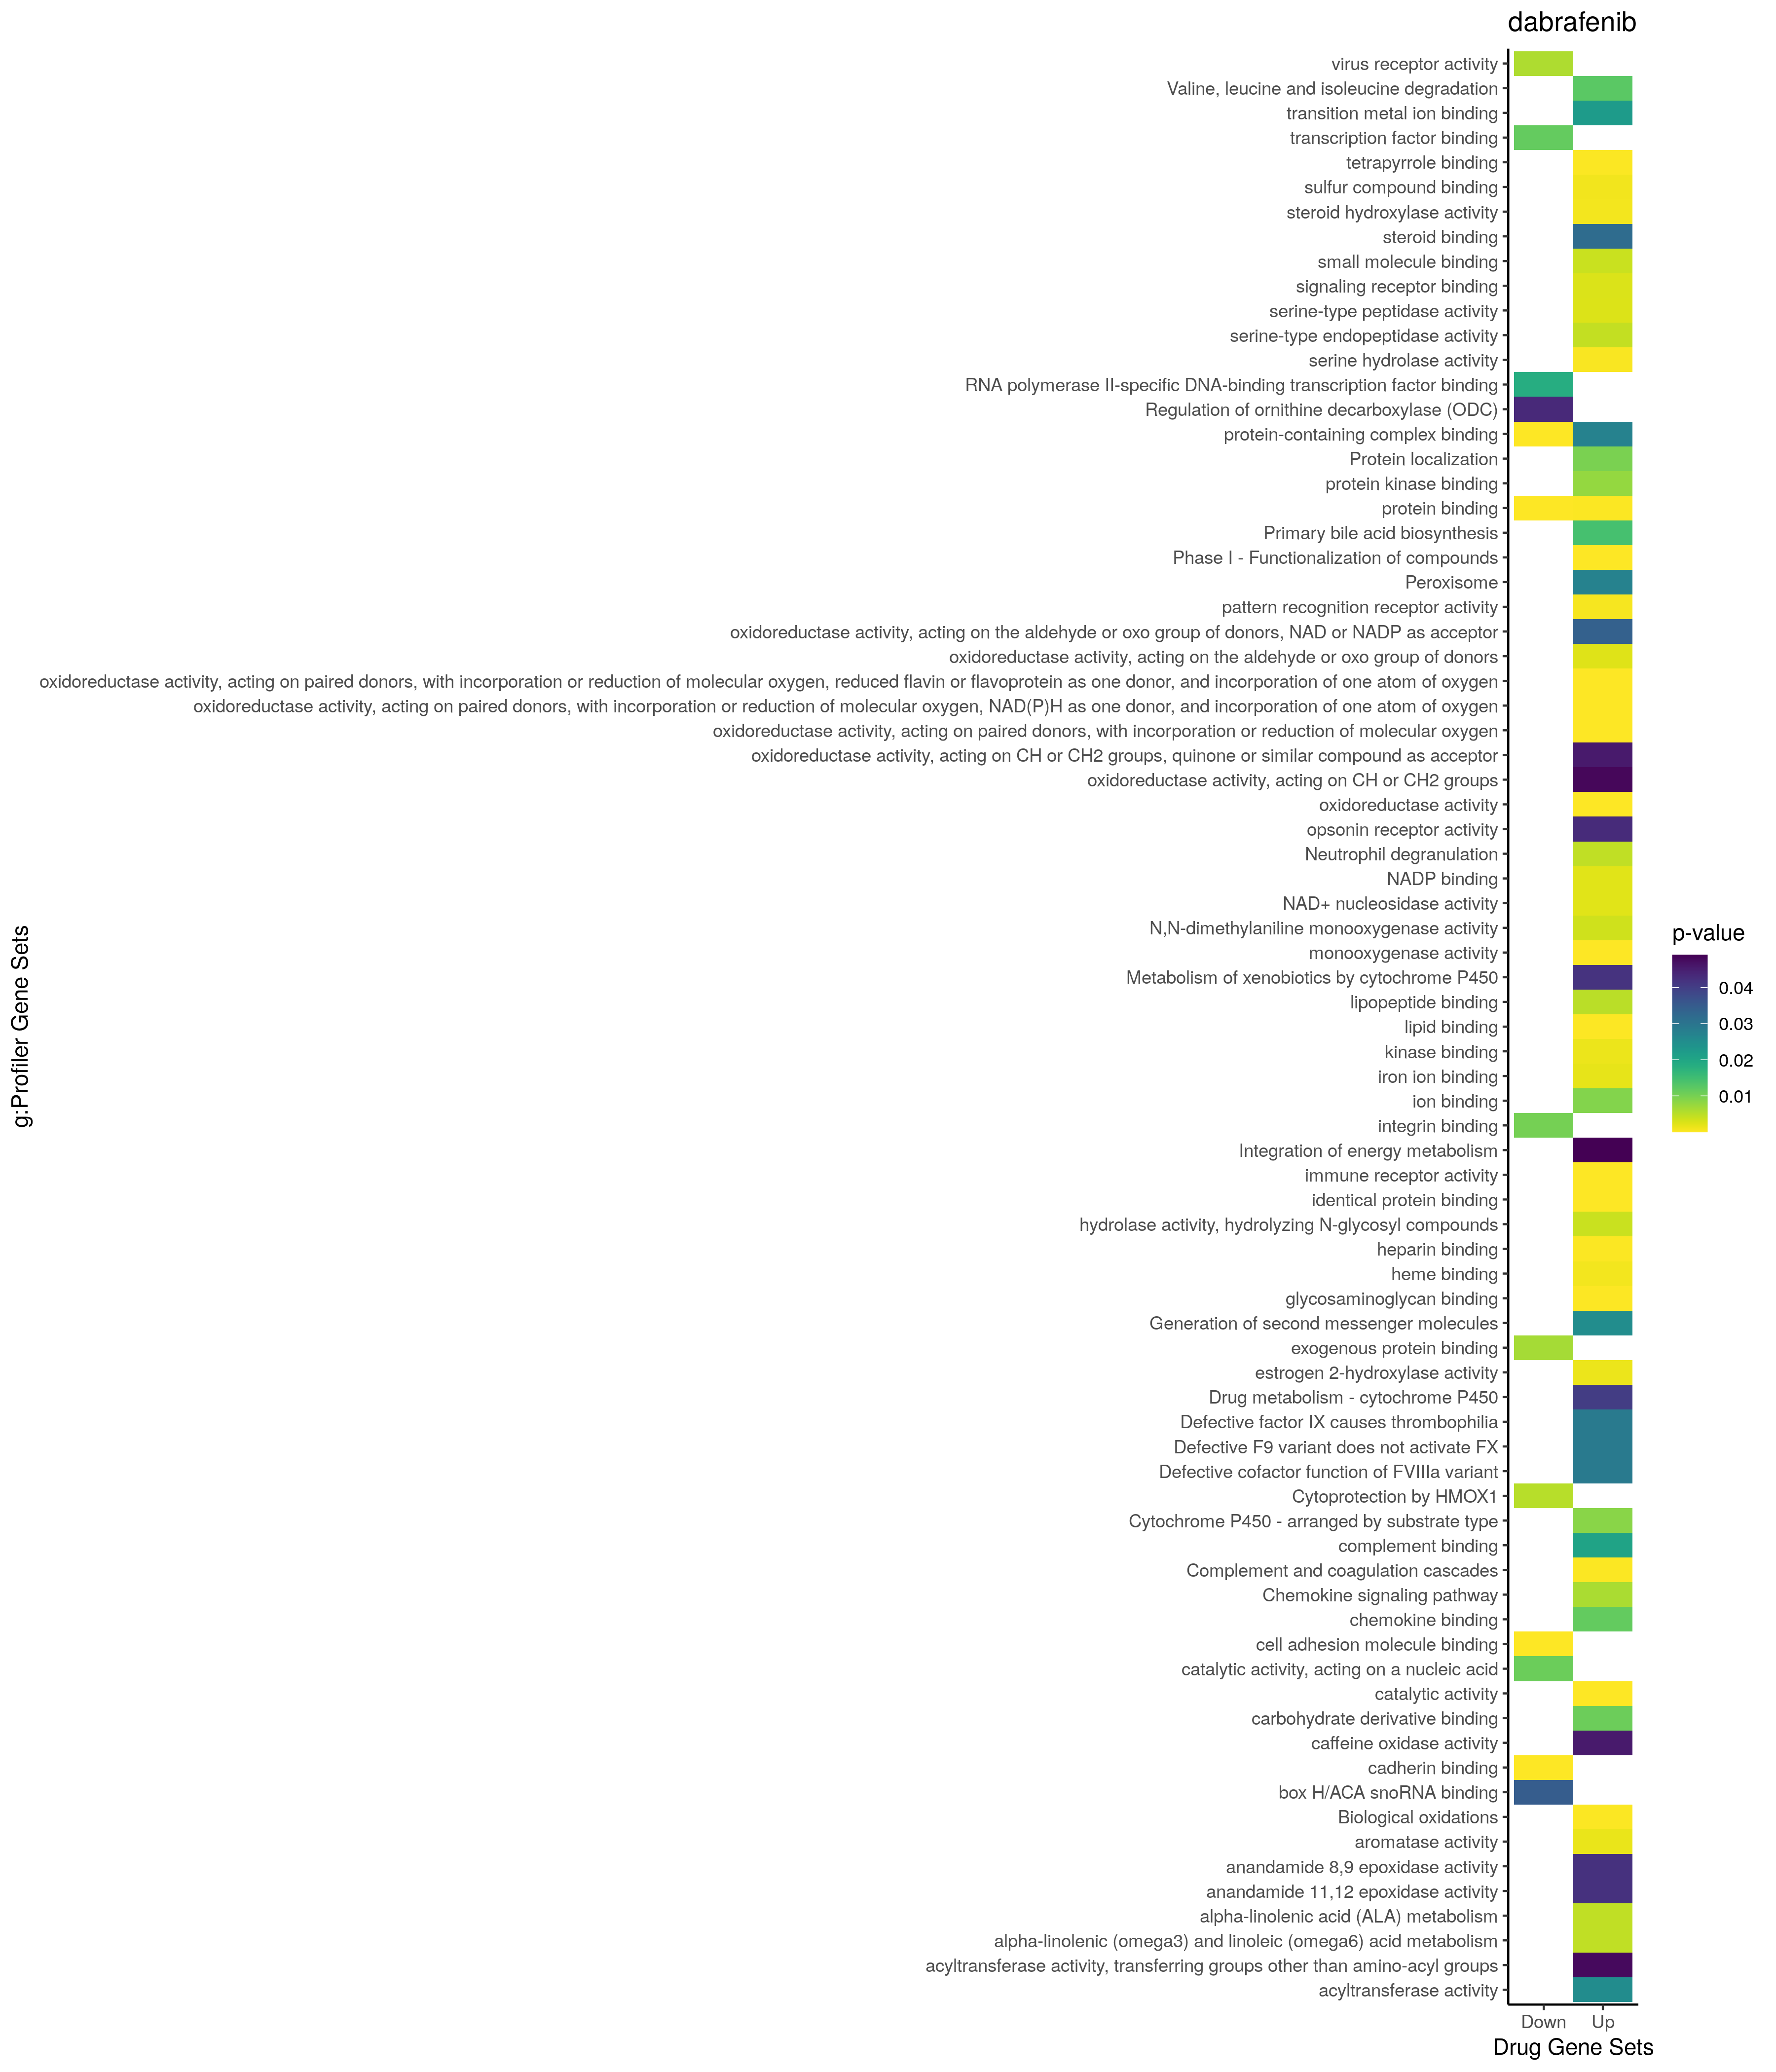 dabrafenib
virus receptor activity
Valine, leucine and isoleucine degradation
transition metal ion binding
transcription factor binding
tetrapyrrole binding
sulfur compound binding
steroid hydroxylase activity
steroid binding
small molecule binding
signaling receptor binding
serine-type peptidase activity
serine-type endopeptidase activity
serine hydrolase activity
RNA polymerase II-specific DNA-binding transcription factor binding
Regulation of ornithine decarboxylase (ODC)
protein-containing complex binding
Protein localization
protein kinase binding
protein binding
Primary bile acid biosynthesis
Phase I - Functionalization of compounds
Peroxisome
pattern recognition receptor activity
oxidoreductase activity, acting on the aldehyde or oxo group of donors, NAD or NADP as acceptor
oxidoreductase activity, acting on the aldehyde or oxo group of donors
oxidoreductase activity, acting on paired donors, with incorporation or reduction of molecular oxygen, reduced flavin or flavoprotein as one donor, and incorporation of one atom of oxygen
oxidoreductase activity, acting on paired donors, with incorporation or reduction of molecular oxygen, NAD(P)H as one donor, and incorporation of one atom of oxygen
oxidoreductase activity, acting on paired donors, with incorporation or reduction of molecular oxygen
oxidoreductase activity, acting on CH or CH2 groups, quinone or similar compound as acceptor
oxidoreductase activity, acting on CH or CH2 groups
oxidoreductase activity
opsonin receptor activity
Neutrophil degranulation
NADP binding
NAD+ nucleosidase activity
N,N-dimethylaniline monooxygenase activity
monooxygenase activity
Metabolism of xenobiotics by cytochrome P450
lipopeptide binding
lipid binding
kinase binding
iron ion binding
ion binding
integrin binding
Integration of energy metabolism
immune receptor activity
identical protein binding
hydrolase activity, hydrolyzing N-glycosyl compounds
heparin binding
heme binding
glycosaminoglycan binding
Generation of second messenger molecules
exogenous protein binding
estrogen 2-hydroxylase activity
Drug metabolism - cytochrome P450
Defective factor IX causes thrombophilia
Defective F9 variant does not activate FX
Defective cofactor function of FVIIIa variant
Cytoprotection by HMOX1
Cytochrome P450 - arranged by substrate type
complement binding
Complement and coagulation cascades
Chemokine signaling pathway
chemokine binding
cell adhesion molecule binding
catalytic activity, acting on a nucleic acid
catalytic activity
carbohydrate derivative binding
caffeine oxidase activity
cadherin binding
box H/ACA snoRNA binding
Biological oxidations
aromatase activity
anandamide 8,9 epoxidase activity
anandamide 11,12 epoxidase activity
alpha-linolenic acid (ALA) metabolism
alpha-linolenic (omega3) and linoleic (omega6) acid metabolism
acyltransferase activity, transferring groups other than amino-acyl groups
acyltransferase activity
Down Up
Drug Gene Sets
g:Profiler Gene Sets
p-value
0.04
0.03
0.02
0.01